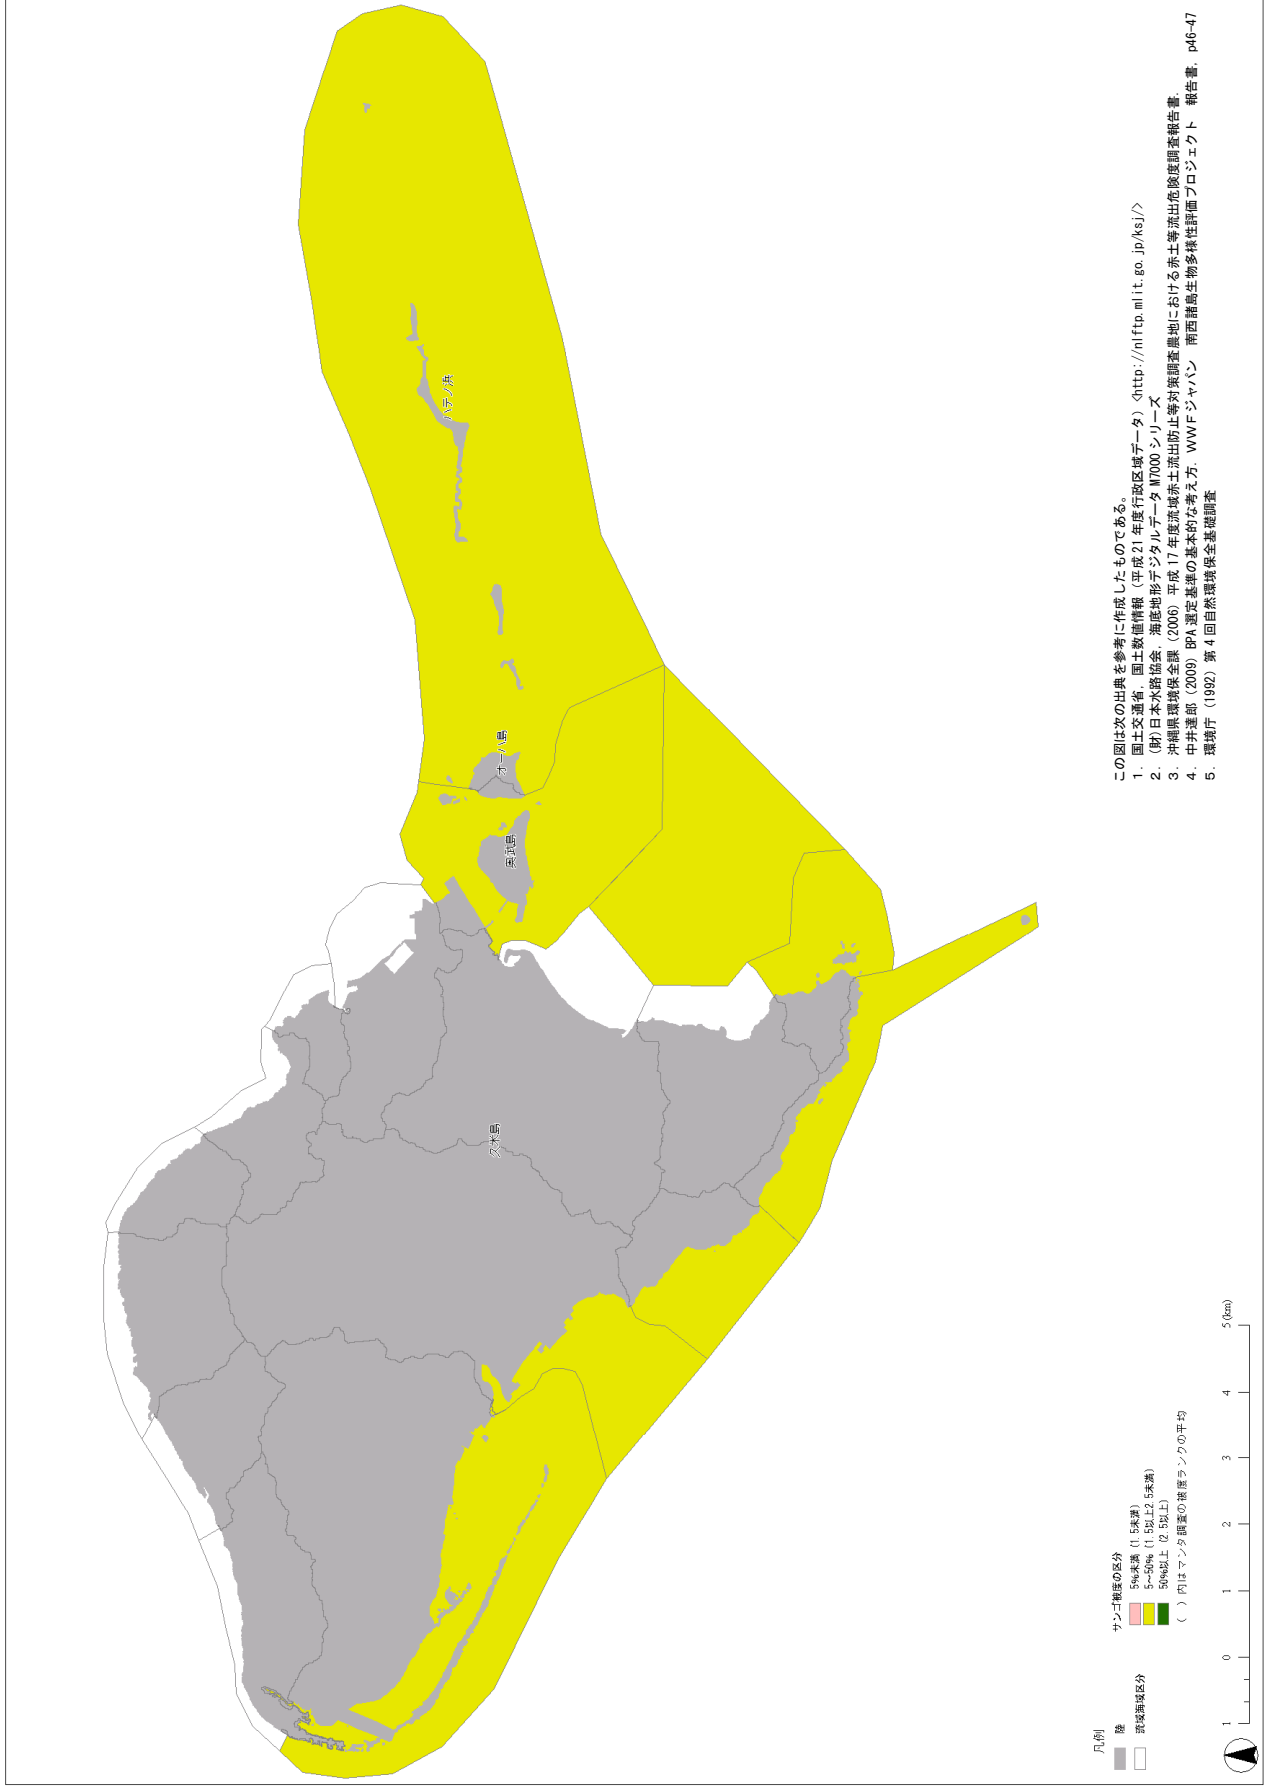 ハテノ浜
オーハ島
奥武島
久米島
凡例
陸
流域海域区分
サンゴ被度の区分
5%未満 (1.5未満)
5～50% (1.5以上2.5未満)
50%以上 (2.5以上)
( ) 内はマンタ調査の被度ランクの平均
1 0 1 2 3 4 5(km)
この図は次の出典を参考に作成したものである。
1. 国土交通省, 国土数値情報（平成21年度行政区域データ）<http://nlftp.mlit.go.jp/ksj/>
2. (財)日本水路協会, 海底地形デジタルデータ M7000シリーズ
3. 沖縄県環境保全課（2006）平成17年度流域赤土流出防止等対策調査農地における赤土等流出危険度調査報告書.
4. 中井達郎（2009）BPA選定基準の基本的な考え方. WWFジャパン 南西諸島生物多様性評価プロジェクト 報告書, p46-47
5. 環境庁（1992）第4回自然環境保全基礎調査